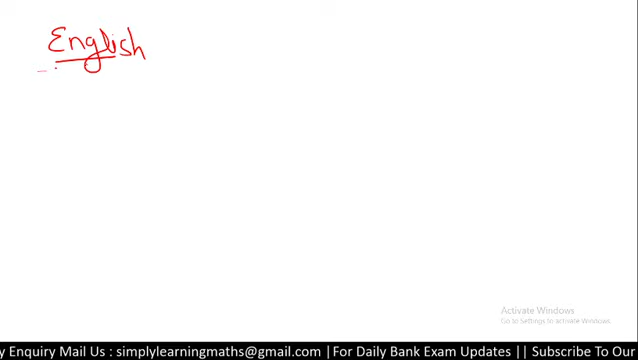 English
Activate Windows
Go to Settings to activate Windows.
y Enquiry Mail Us : simplylearningmaths@gmail.com |For Daily Bank Exam Updates || Subscribe To Our